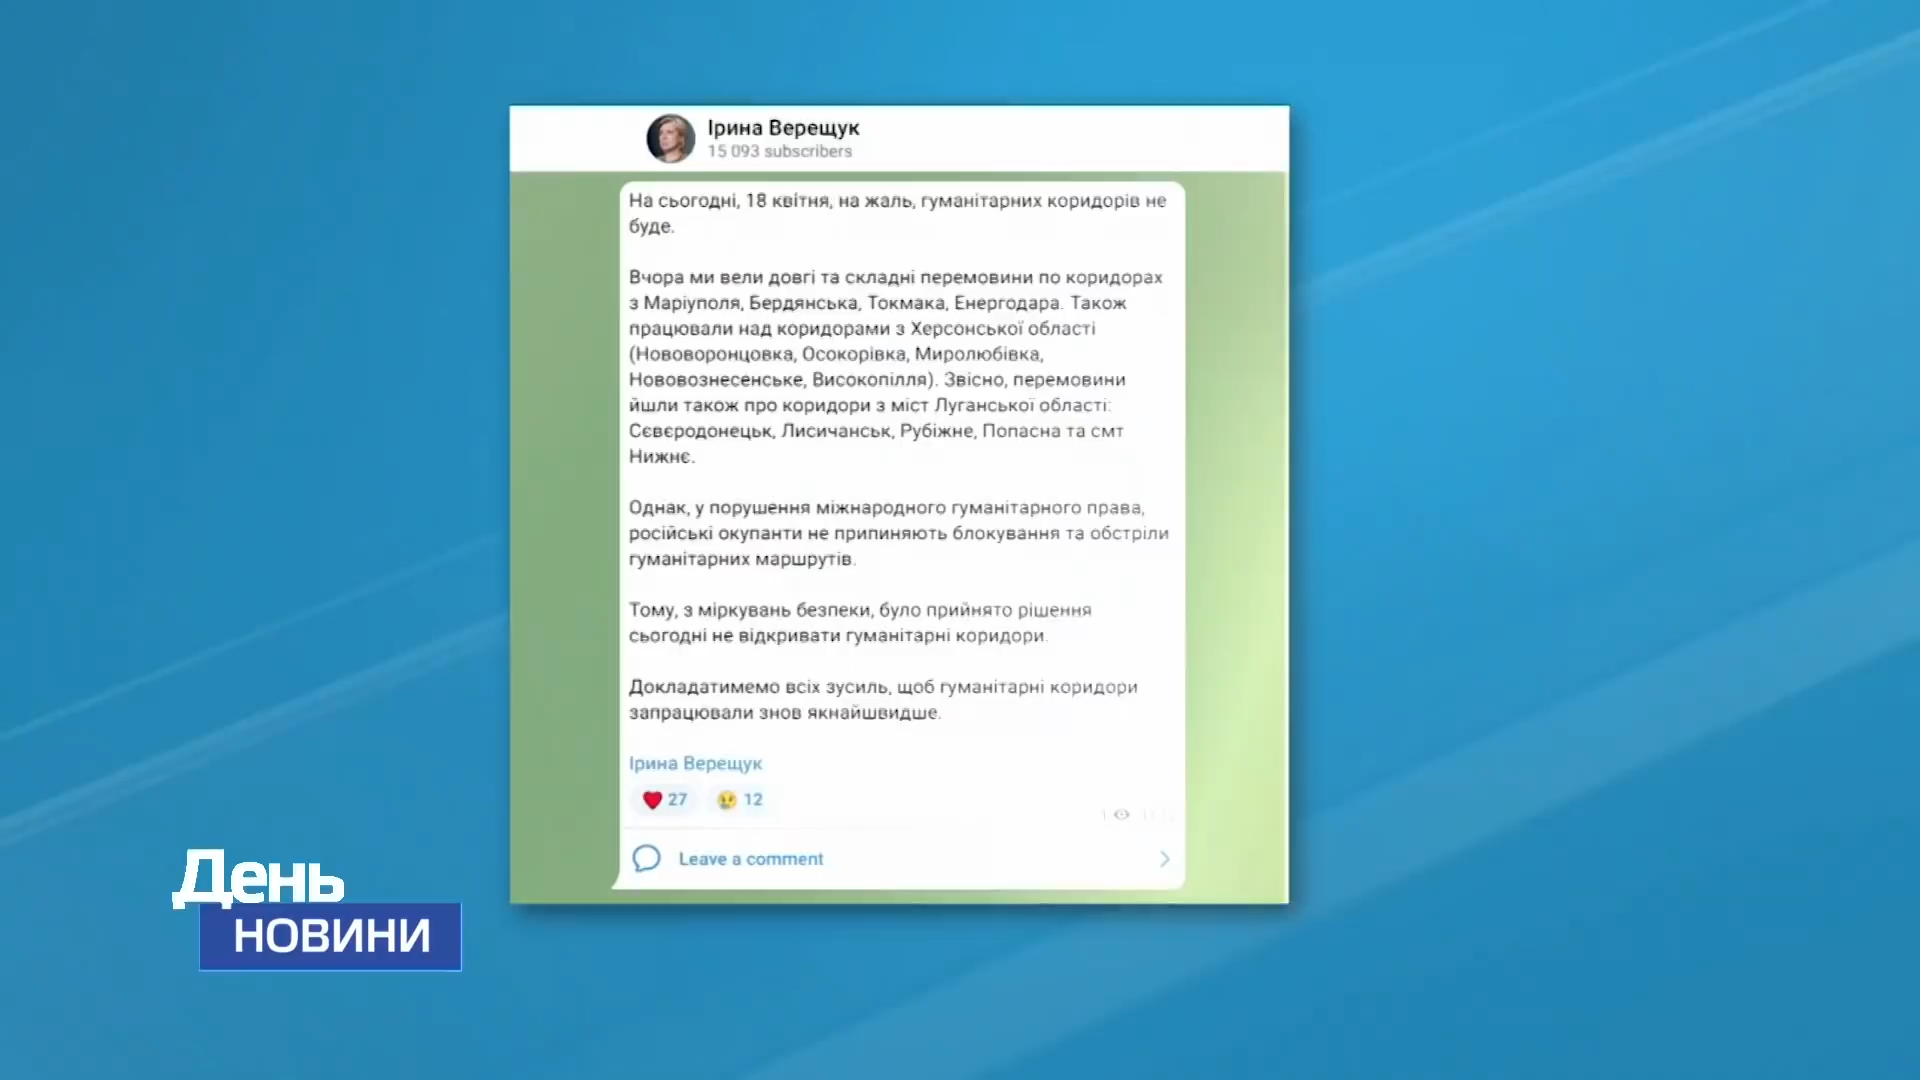 Ірина Верещук
15 093 subscribers
На сьогодні, 18 квітня, на жаль, гуманітарних коридорів не
буде.
Вчора ми вели довгі та складні перемовини по коридорах
з Маріуполя, Бердянська, Токмака, Енергодара. Також
працювали над коридорами з Херсонської області
(Нововоронцовка, Осокорівка, Миролюбівка,
Нововознесенське, Високопілля). Звісно, перемовини
йшли також про коридори з міст Луганської області:
Сєвєродонецьк, Лисичанськ, Рубіжне, Попасна та смт
Нижнє.
Однак, у порушення міжнародного гуманітарного права,
російські окупанти не припиняють блокування та обстріли
гуманітарних маршрутів.
Тому, з міркувань безпеки, було прийнято рішення
сьогодні не відкривати гуманітарні коридори.
Докладатимемо всіх зусиль, щоб гуманітарні коридори
запрацювали знов якнайшвидше.
Ірина Верещук
27 12
Leave a comment
День
НОВИНИ